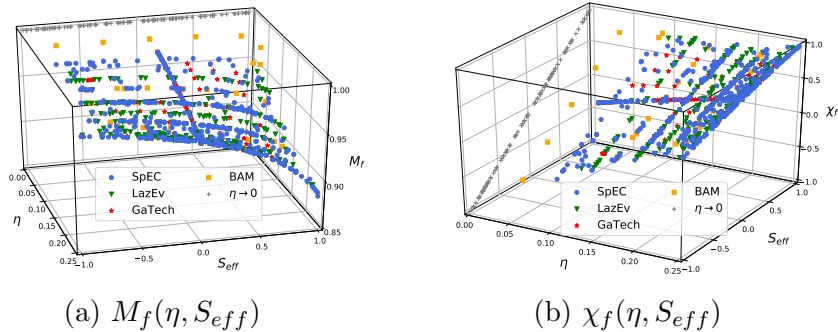 1.00
0.95
0.90
0.85
M_f
0.00
0.05
0.10
0.15
0.20
0.25
η
−1.0
−0.5
0.0
0.5
1.0
S_eff
SpEC
LazEv
GaTech
BAM
η → 0
(a) M_f(η, S_eff)
1.0
0.5
0.0
−0.5
−1.0
χ_f
0.00
0.05
0.10
0.15
0.20
0.25
η
−1.0
−0.5
0.0
0.5
1.0
S_eff
SpEC
LazEv
GaTech
BAM
η → 0
(b) χ_f(η, S_eff)